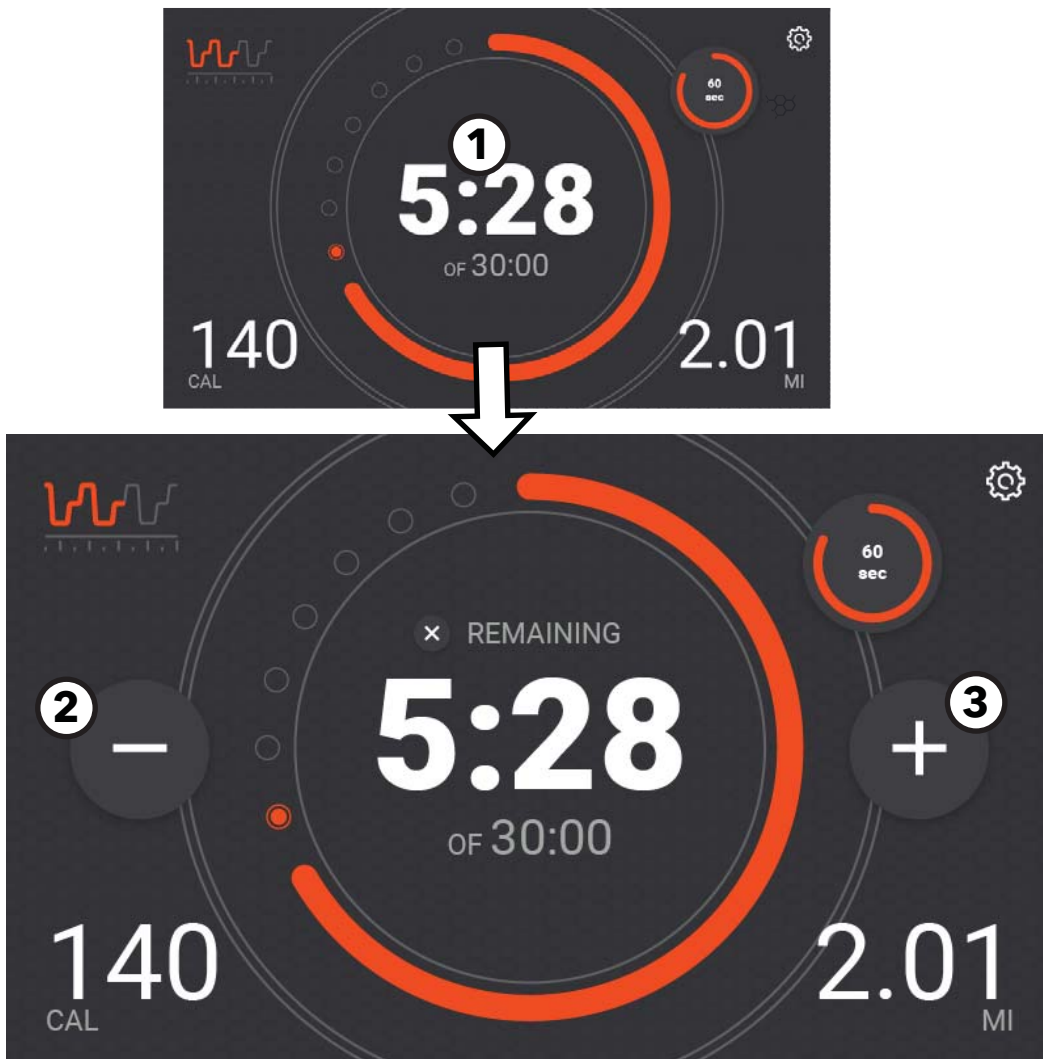 60
sec
1
5:28
OF 30:00
140
CAL
2.01
MI
60
sec
REMAINING
2
3
5:28
OF 30:00
140
CAL
2.01
MI